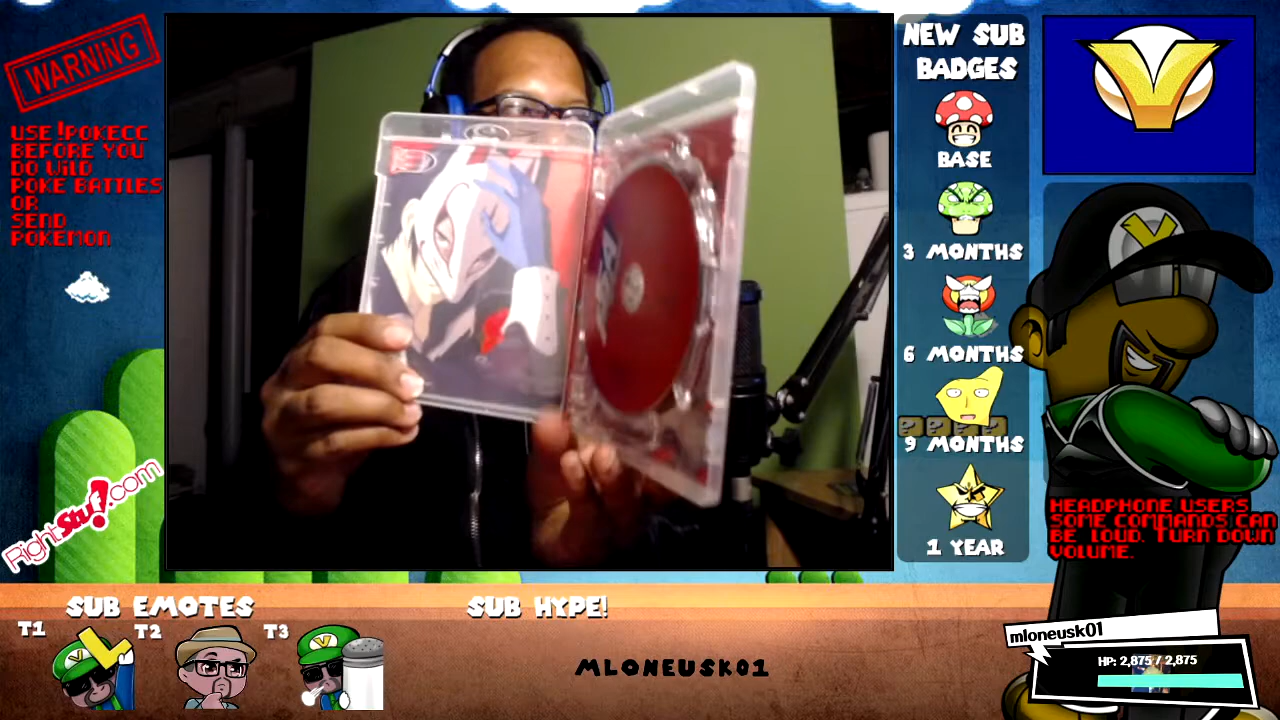 WARNING
USE !POKECC
BEFORE YOU
DO WILD
POKE BATTLES
OR
SEND
POKEMON
RightStuf!.com
NEW SUB
BADGES
BASE
3 MONTHS
6 MONTHS
9 MONTHS
1 YEAR
V
HEADPHONE USERS
SOME COMMANDS CAN
BE LOUD. TURN DOWN
VOLUME.
SUB EMOTES
T1
T2
T3
SUB HYPE!
MLONEUSK01
mloneusk01
HP: 2,875 / 2,875